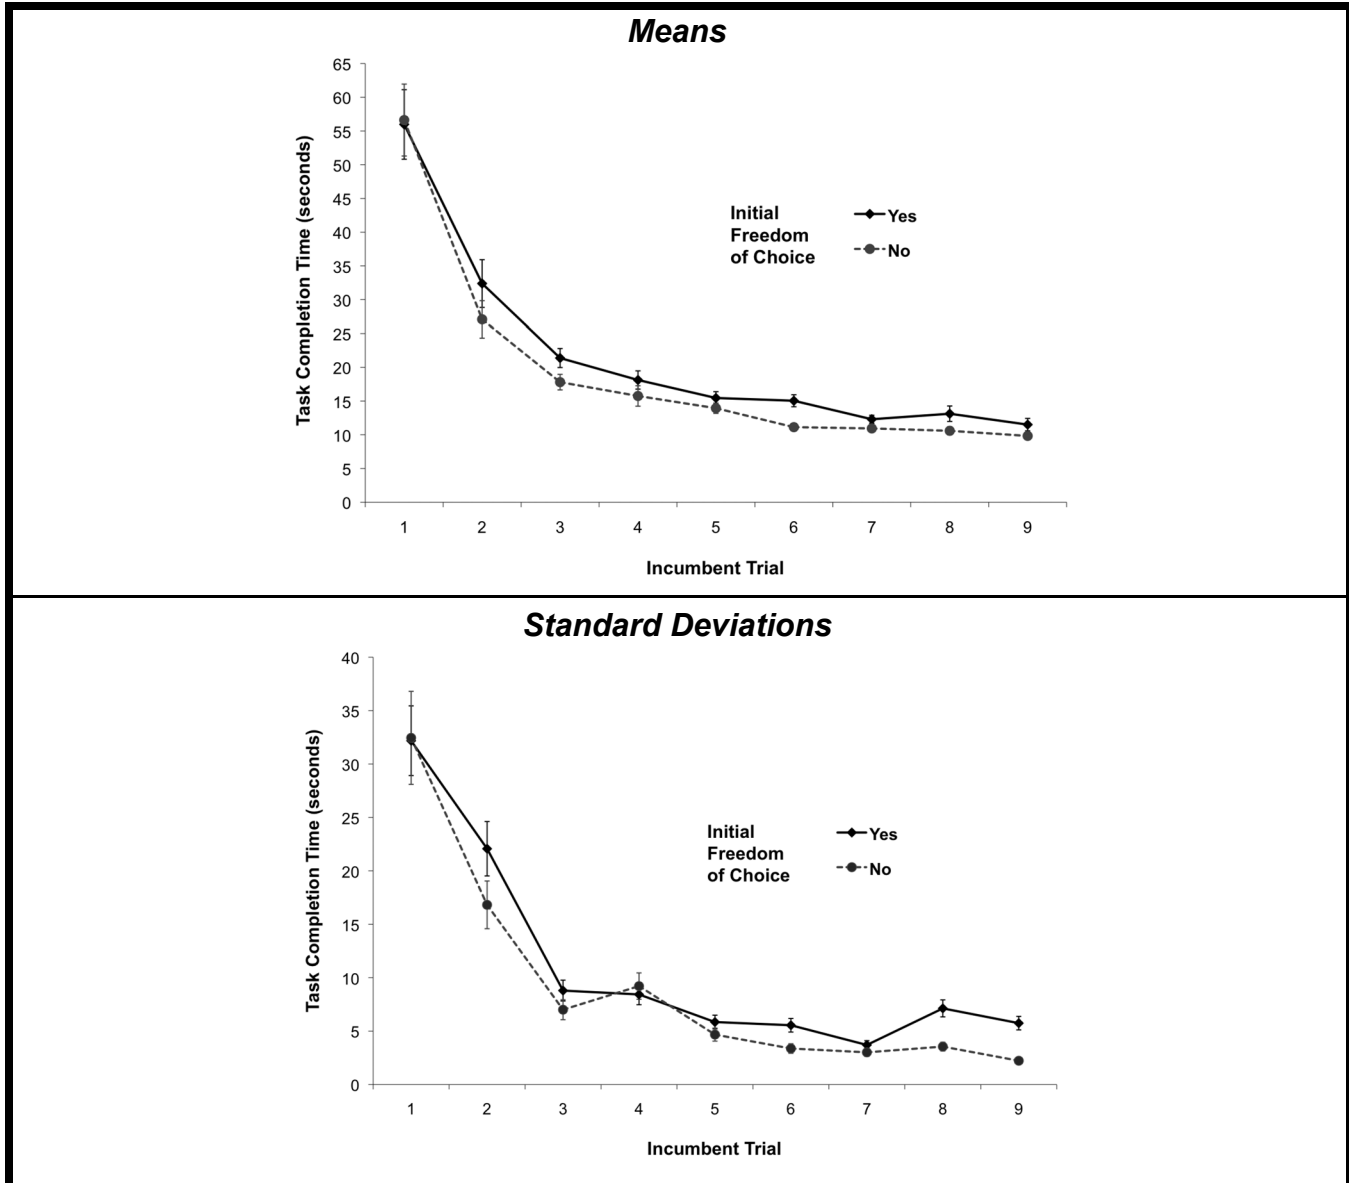 Means
65
60
55
50
45
40
35
30
25
20
15
10
5
0
Task Completion Time (seconds)
Initial
Freedom
of Choice
Yes
No
1 2 3 4 5 6 7 8 9
Incumbent Trial
Standard Deviations
40
35
30
25
20
15
10
5
0
Task Completion Time (seconds)
Initial
Freedom
of Choice
Yes
No
1 2 3 4 5 6 7 8 9
Incumbent Trial